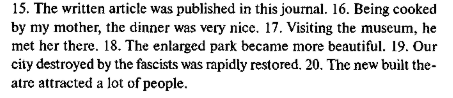 15. The written article was published in this journal. 16. Being cooked
by my mother, the dinner was very nice. 17. Visiting the museum, he
met her there. 18. The enlarged park became more beautiful. 19. Our
city destroyed by the fascists was rapidly restored. 20. The new built the-
atre attracted a lot of people.